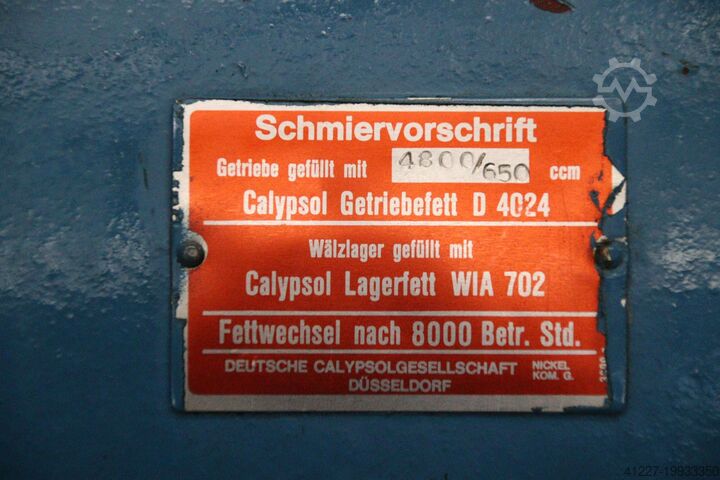 Schmiervorschrift
Getriebe gefüllt mit 4800/650 ccm
Calypsol Getriebefett D 4024
Wälzlager gefüllt mit
Calypsol Lagerfett WIA 702
Fettwechsel nach 8000 Betr. Std.
DEUTSCHE CALYPSOLGESELLSCHAFT NICKEL KOM. G.
DÜSSELDORF
41227-19933350